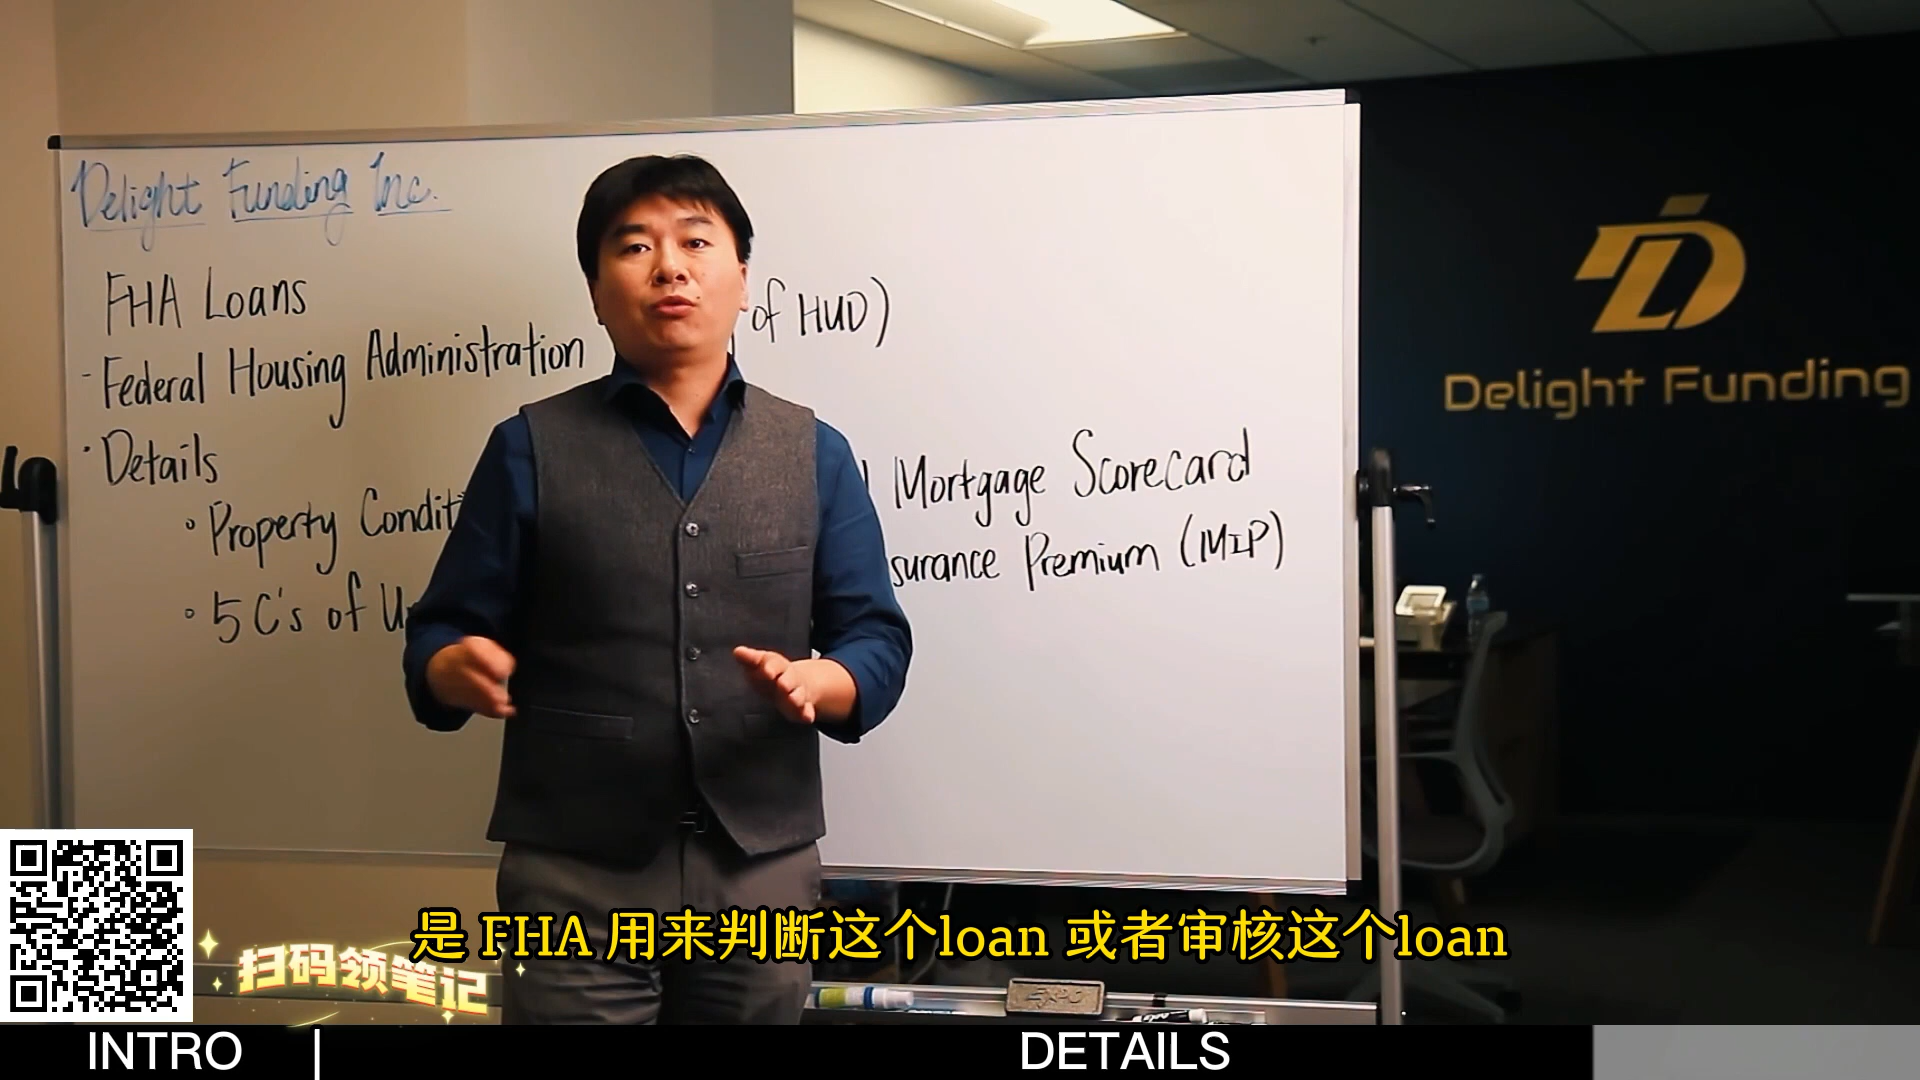 Delight Funding Inc.
FHA Loans
- Federal Housing Administration
of HUD)
· Details
Property
Mortgage Scorecard
Premium (MIP)
5 C's of
Delight Funding
是 FHA 用来判断这个loan 或者审核这个loan
扫码领笔记
INTRO
DETAILS